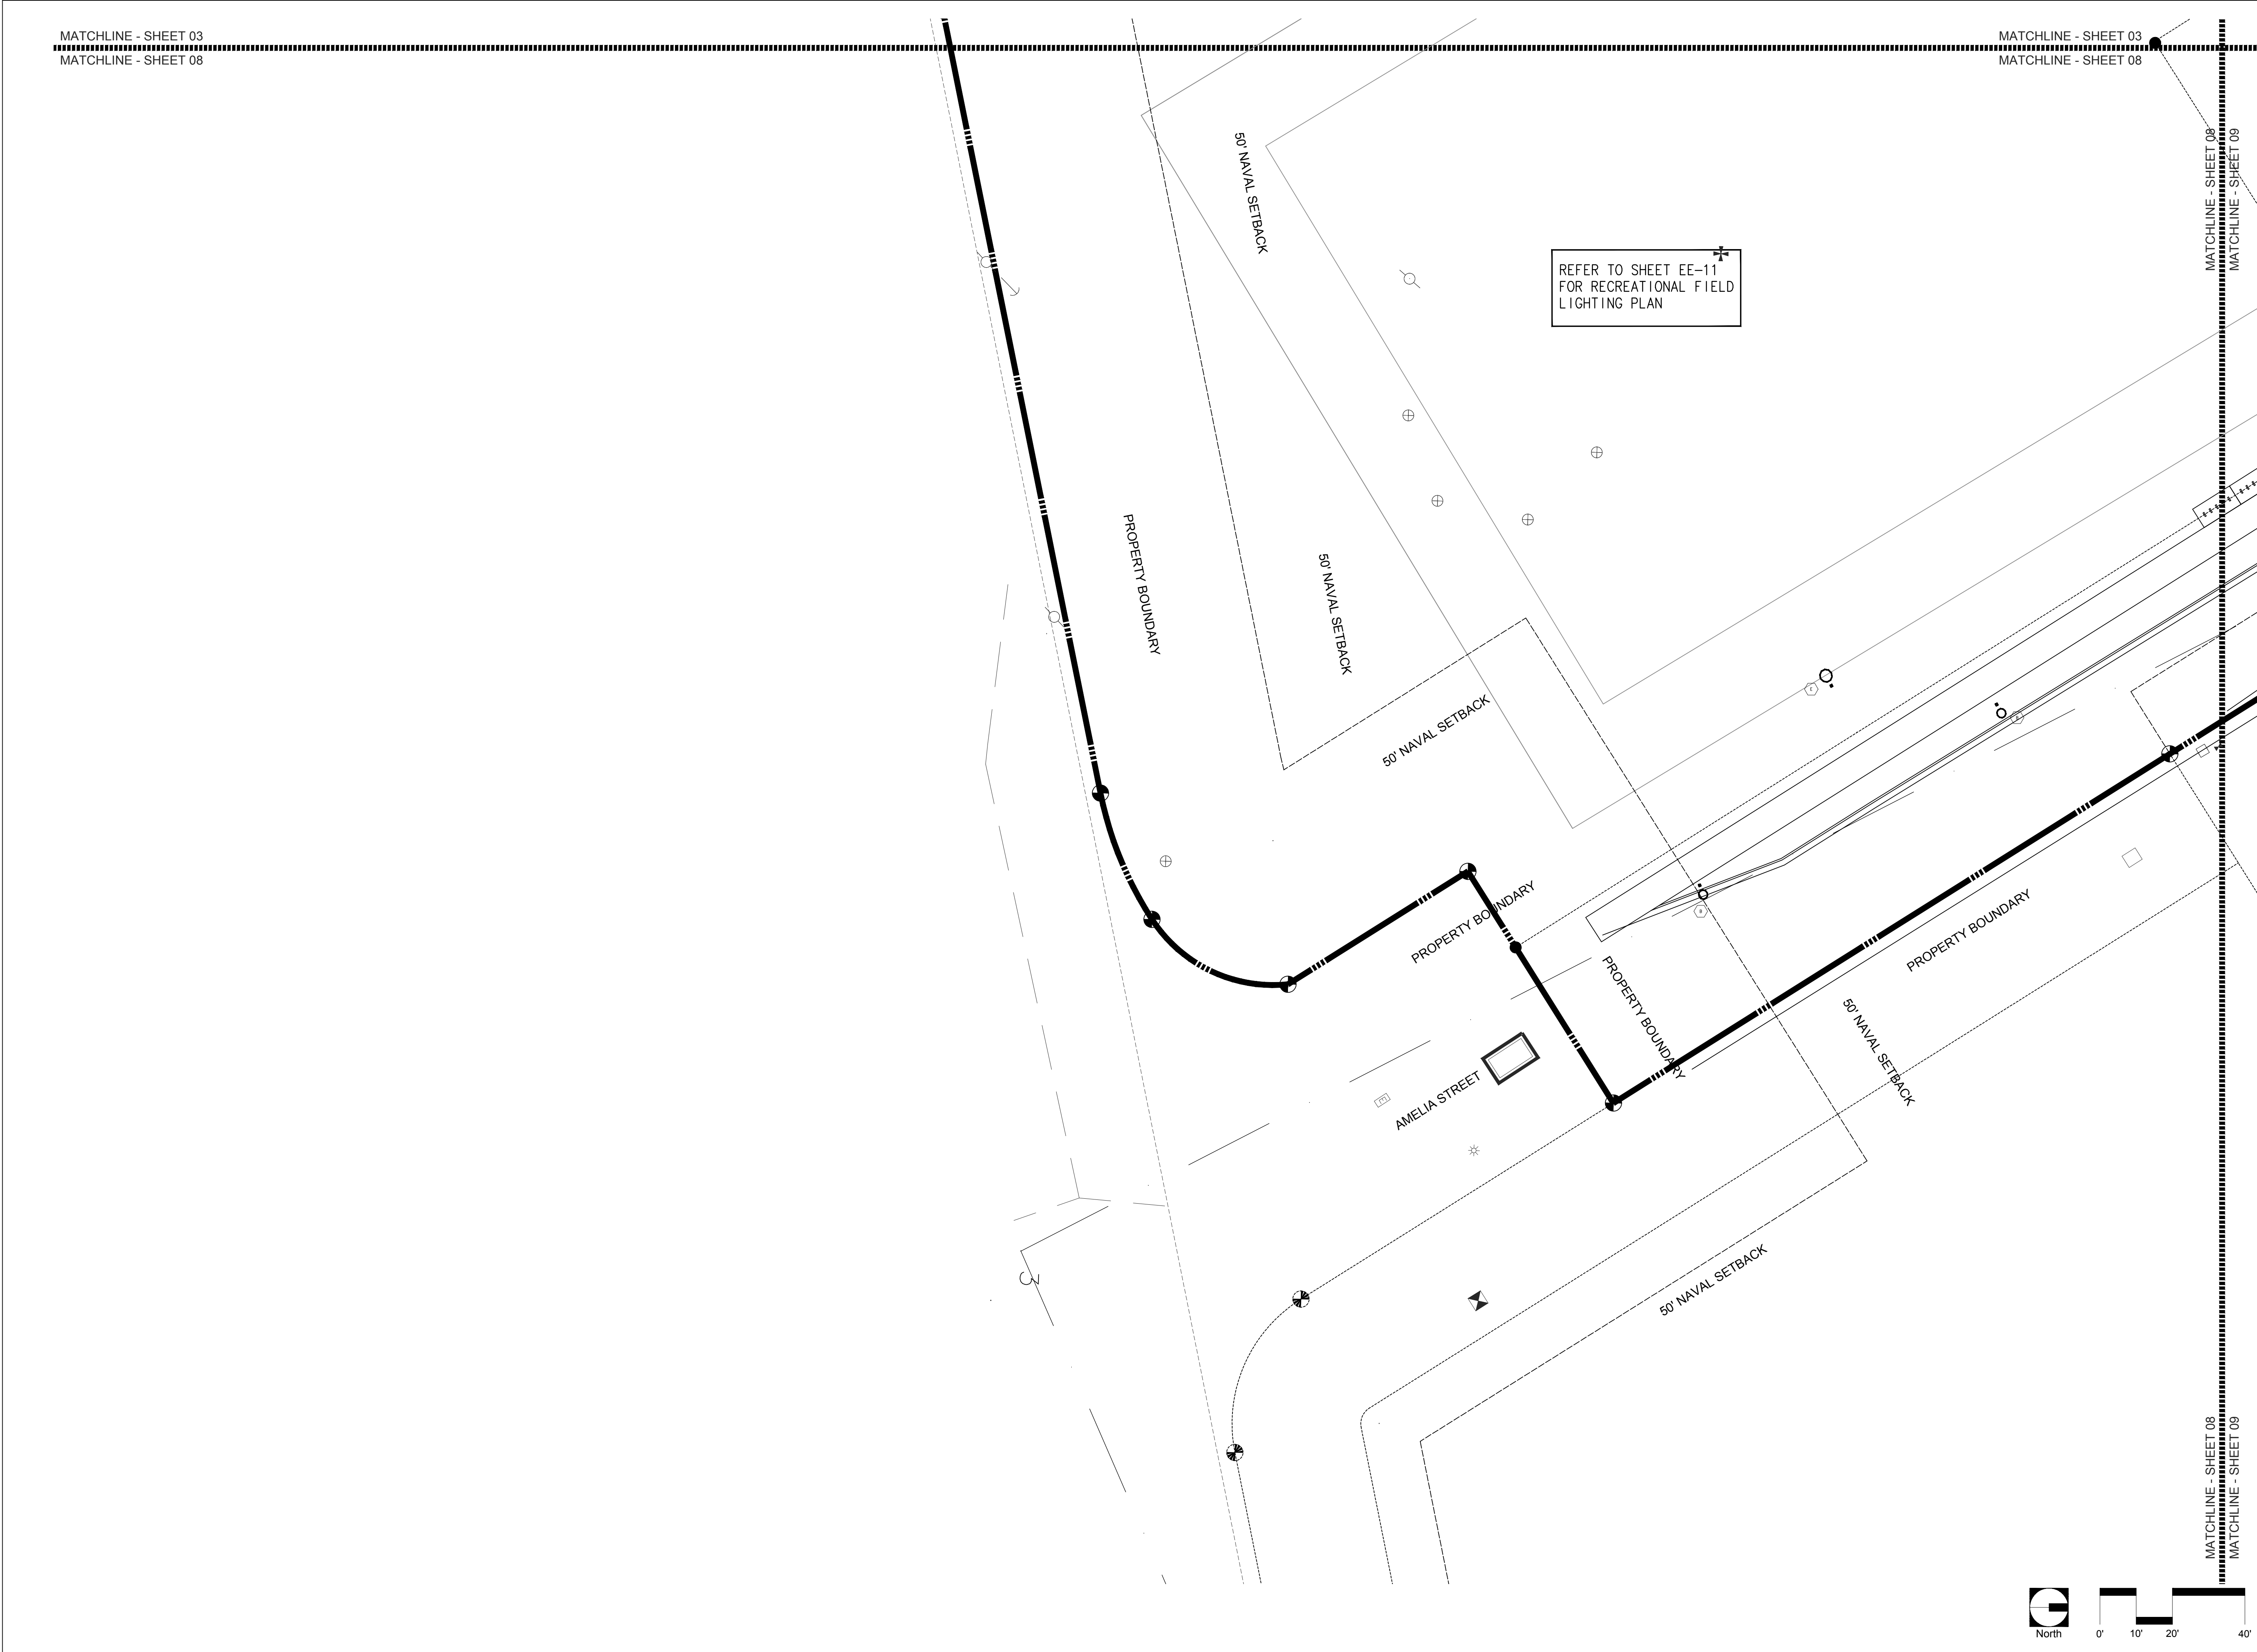 MATCHLINE - SHEET 03
MATCHLINE - SHEET 08
MATCHLINE - SHEET 03
MATCHLINE - SHEET 08
MATCHLINE - SHEET 08
MATCHLINE - SHEET 09
50' NAVAL SETBACK
REFER TO SHEET EE-11
FOR RECREATIONAL FIELD
LIGHTING PLAN
PROPERTY BOUNDARY
50' NAVAL SETBACK
50' NAVAL SETBACK
PROPERTY BOUNDARY
PROPERTY BOUNDARY
PROPERTY BOUNDARY
50' NAVAL SETBACK
AMELIA STREET
E
50' NAVAL SETBACK
3
MATCHLINE - SHEET 08
MATCHLINE - SHEET 09
North
0' 10' 20' 40'